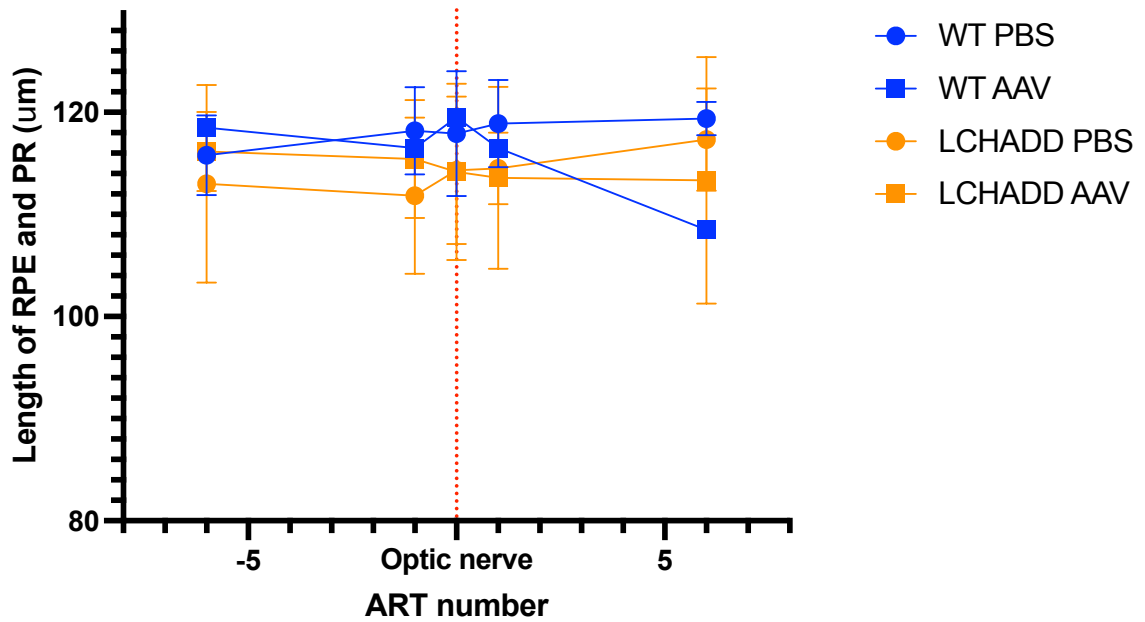 Length of RPE and PR (um)
120
100
80
-5
Optic nerve
5
ART number
WT PBS
WT AAV
LCHADD PBS
LCHADD AAV